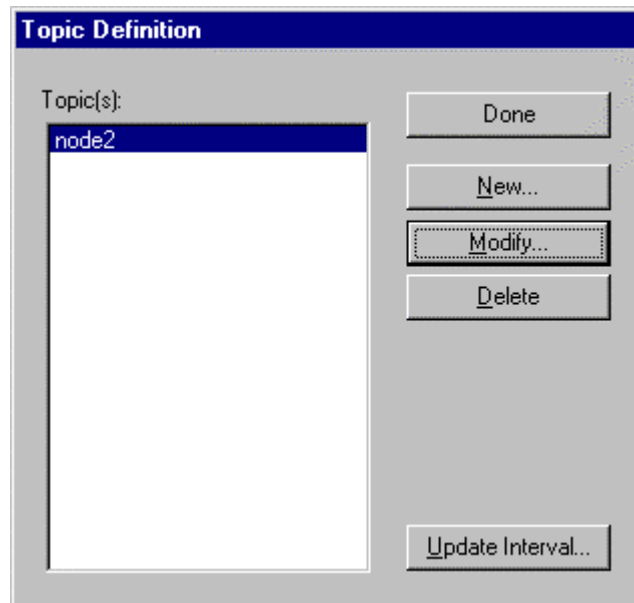 Topic Definition
Topic(s):
node2
Done
New...
Modify...
Delete
Update Interval...